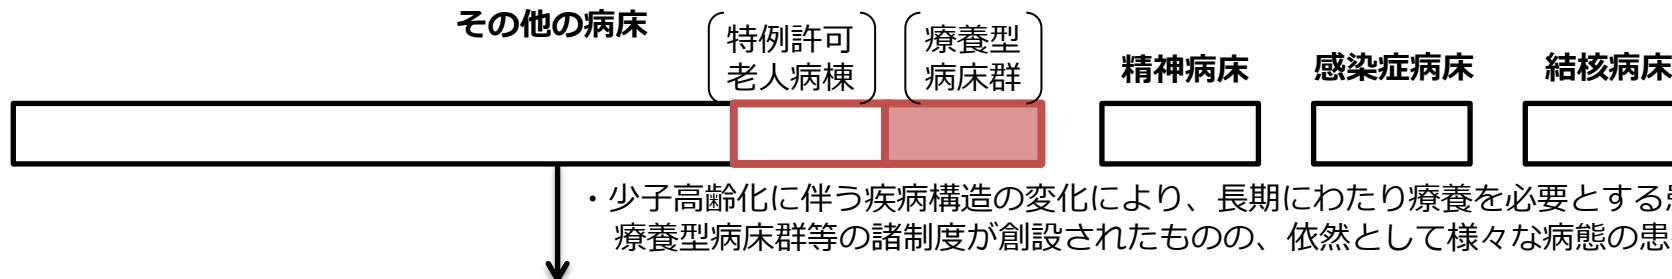 その他の病床
特例許可
老人病棟
療養型
病床群
精神病床
感染症病床
結核病床
・少子高齢化に伴う疾病構造の変化により、長期にわたり療養を必要とする
療養型病床群等の諸制度が創設されたものの、依然として様々な病態の患